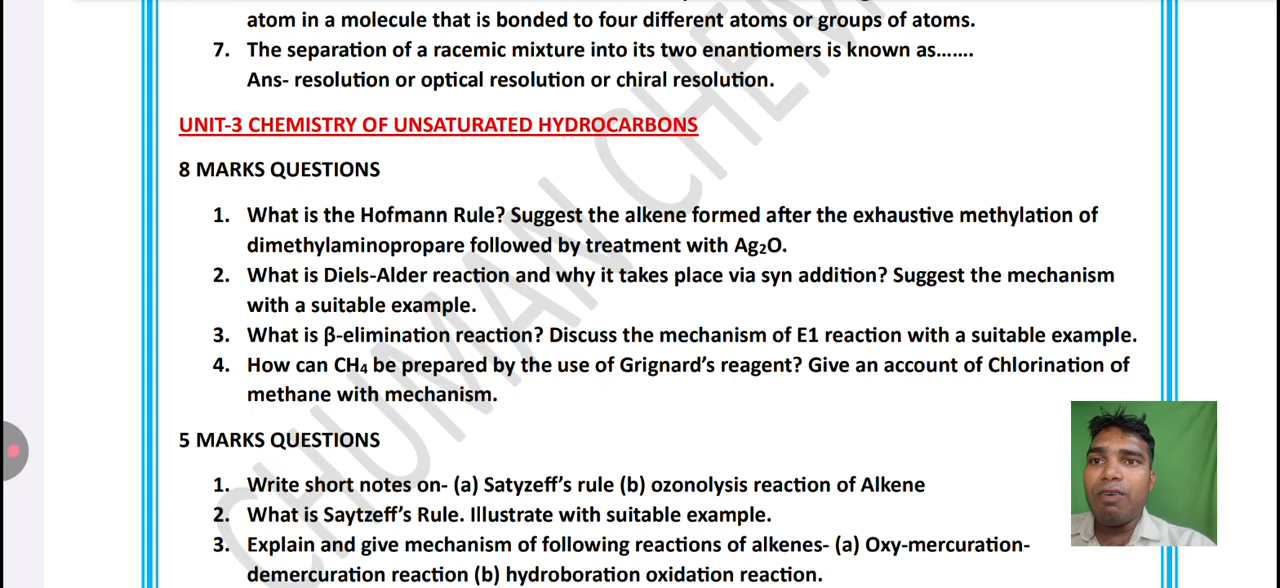 atom in a molecule that is bonded to four different atoms or groups of atoms.
7. The separation of a racemic mixture into its two enantiomers is known as…….
Ans- resolution or optical resolution or chiral resolution.
UNIT-3 CHEMISTRY OF UNSATURATED HYDROCARBONS
8 MARKS QUESTIONS
1. What is the Hofmann Rule? Suggest the alkene formed after the exhaustive methylation of
dimethylaminopropare followed by treatment with Ag₂O.
2. What is Diels-Alder reaction and why it takes place via syn addition? Suggest the mechanism
with a suitable example.
3. What is β-elimination reaction? Discuss the mechanism of E1 reaction with a suitable example.
4. How can CH₄ be prepared by the use of Grignard's reagent? Give an account of Chlorination of
methane with mechanism.
5 MARKS QUESTIONS
1. Write short notes on- (a) Satyzeff's rule (b) ozonolysis reaction of Alkene
2. What is Saytzeff's Rule. Illustrate with suitable example.
3. Explain and give mechanism of following reactions of alkenes- (a) Oxy-mercuration-
demercuration reaction (b) hydroboration oxidation reaction.
CHUMAN CHEM